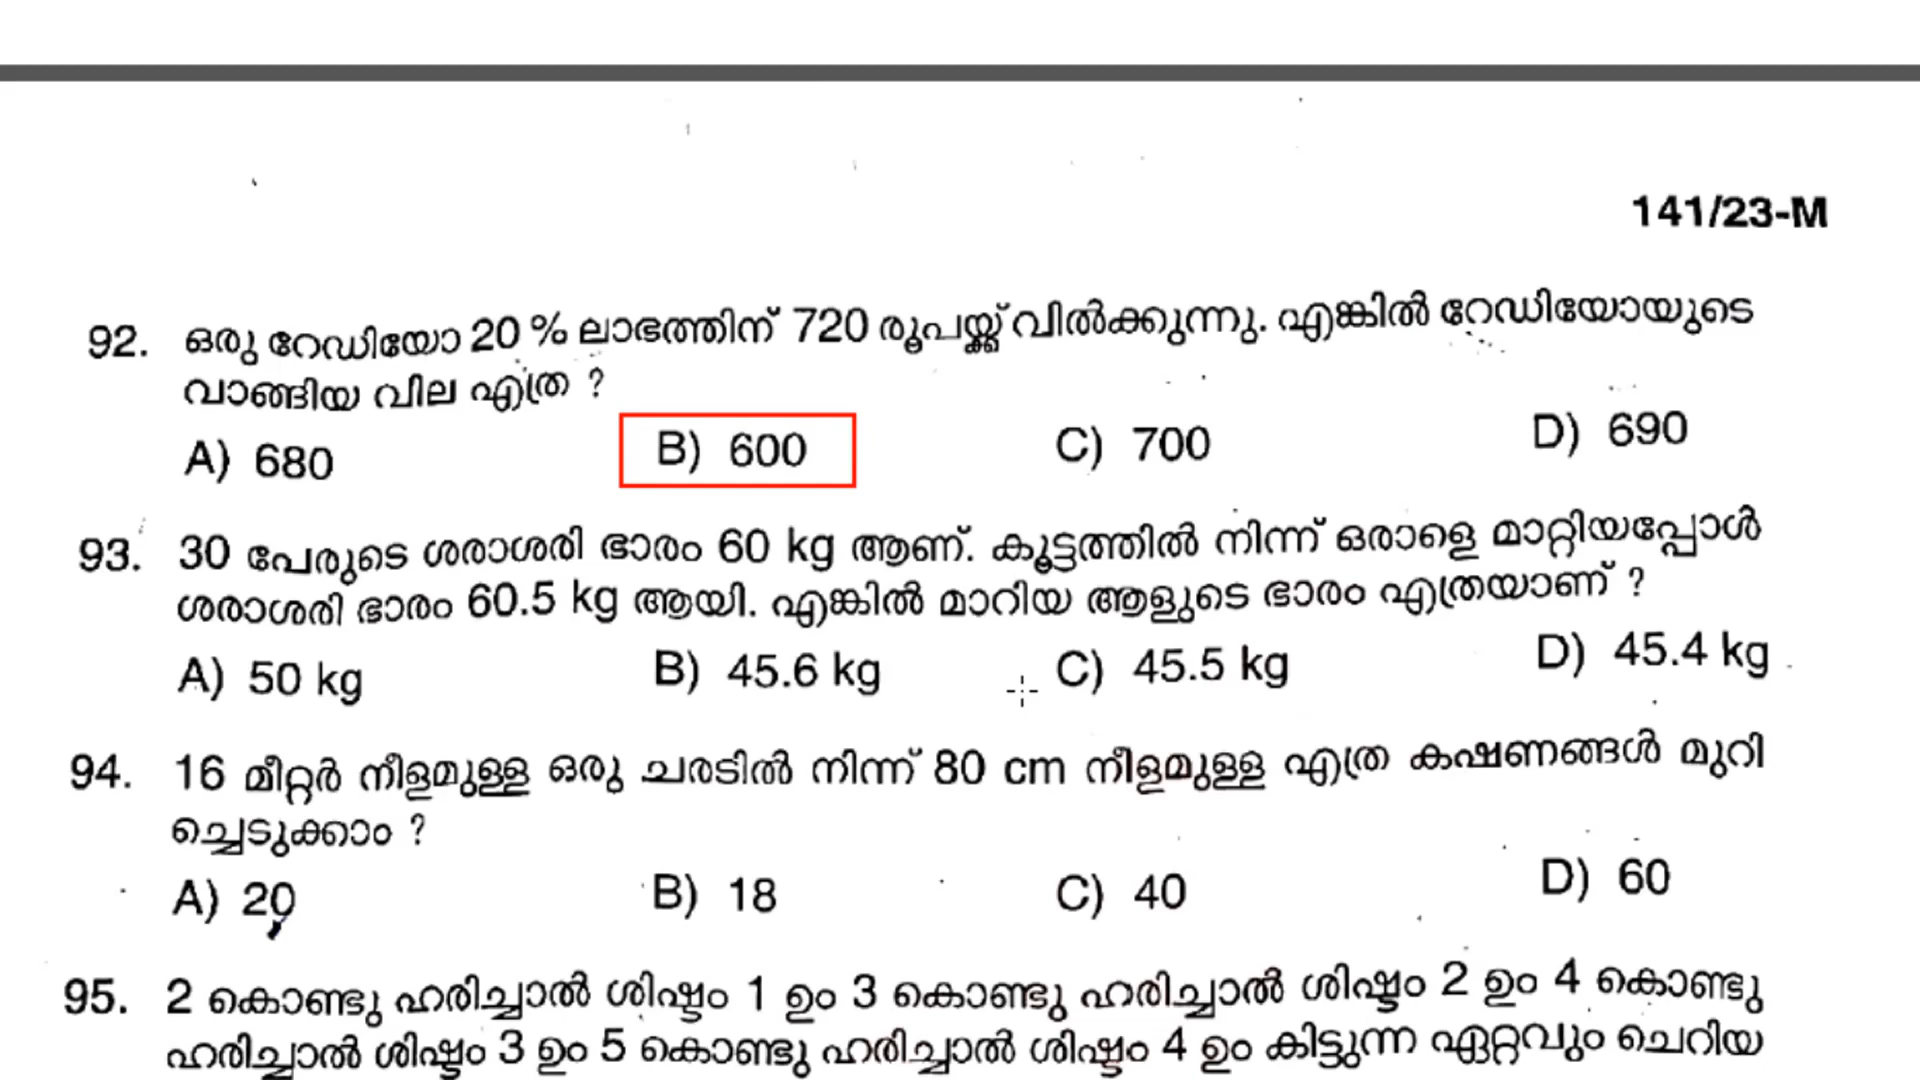 141/23-M
92. ഒരു റേഡിയോ 20 % ലാഭത്തിന് 720 രൂപയ്ക്ക് വിൽക്കുന്നു. എങ്കിൽ റേഡിയോയുടെ
വാങ്ങിയ വില എത്ര ?
A) 680 B) 600 C) 700 D) 690
93. 30 പേരുടെ ശരാശരി ഭാരം 60 kg ആണ്. കൂട്ടത്തിൽ നിന്ന് ഒരാളെ മാറ്റിയപ്പോൾ
ശരാശരി ഭാരം 60.5 kg ആയി. എങ്കിൽ മാറിയ ആളുടെ ഭാരം എത്രയാണ് ?
A) 50 kg B) 45.6 kg C) 45.5 kg D) 45.4 kg
94. 16 മീറ്റർ നീളമുള്ള ഒരു ചരടിൽ നിന്ന് 80 cm നീളമുള്ള എത്ര കഷണങ്ങൾ മുറി
ച്ചെടുക്കാം ?
A) 20 B) 18 C) 40 D) 60
95. 2 കൊണ്ടു ഹരിച്ചാൽ ശിഷ്ടം 1 ഉം 3 കൊണ്ടു ഹരിച്ചാൽ ശിഷ്ടം 2 ഉം 4 കൊണ്ടു
ഹരിച്ചാൽ ശിഷ്ടം 3 ഉം 5 കൊണ്ടു ഹരിച്ചാൽ ശിഷ്ടം 4 ഉം കിട്ടുന്ന ഏറ്റവും ചെറിയ